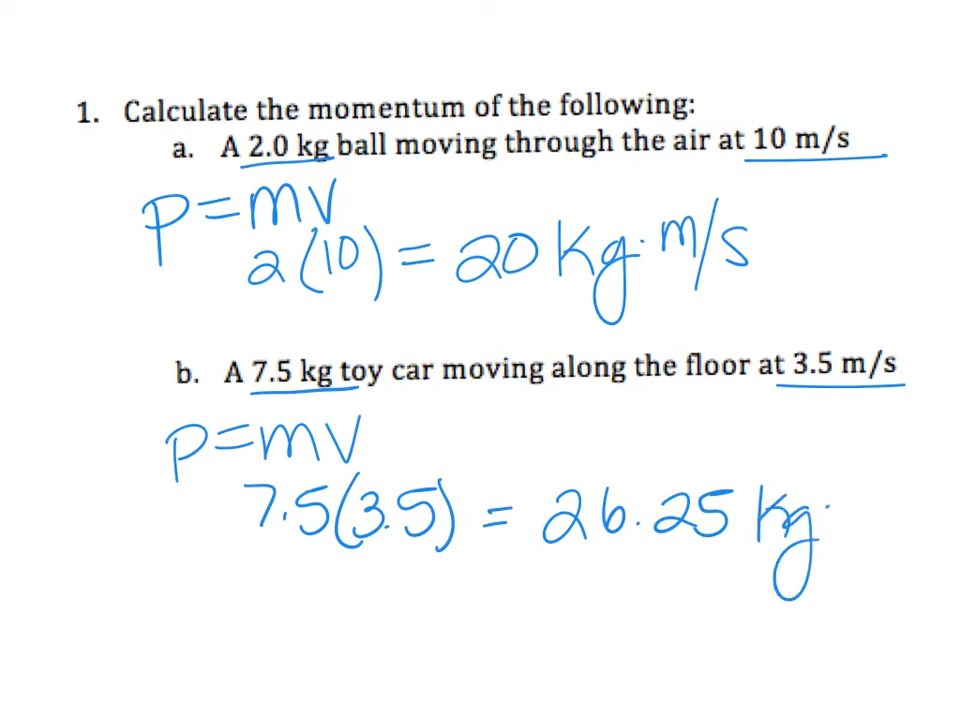 1. Calculate the momentum of the following:
a. A 2.0 kg ball moving through the air at 10 m/s
P=mv
2(10) = 20 kg·m/s
b. A 7.5 kg toy car moving along the floor at 3.5 m/s
P=mv
7.5(3.5) = 26.25 kg·